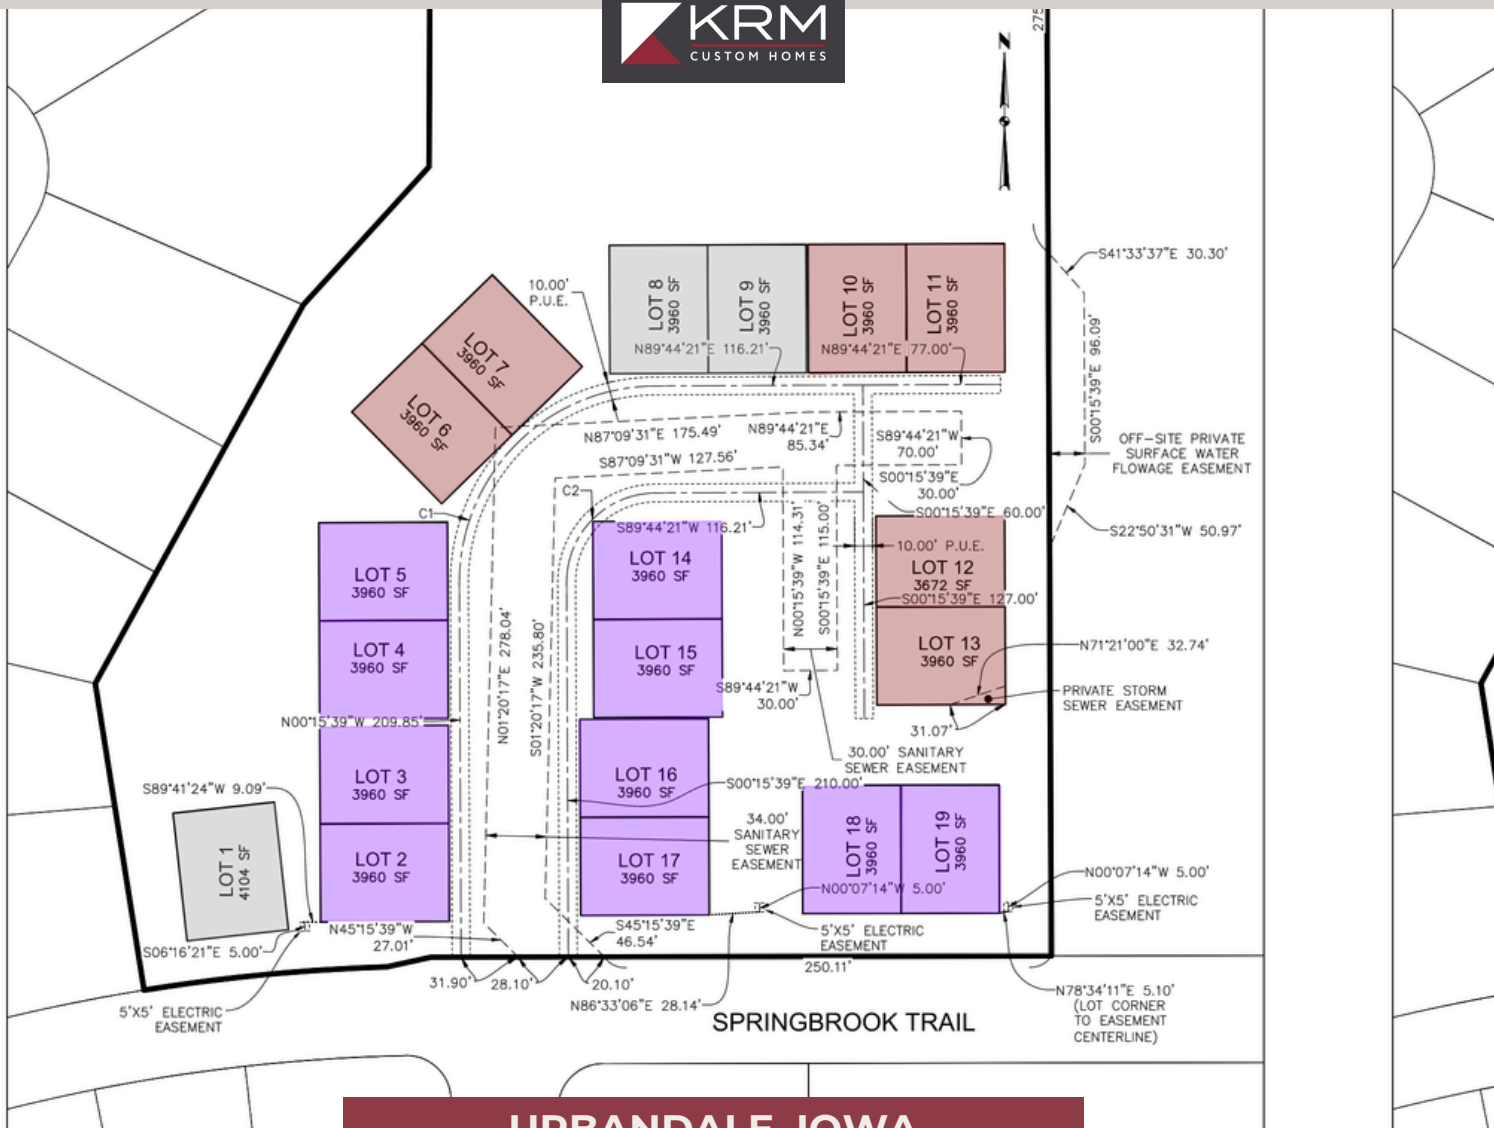 KRM
CUSTOM HOMES
275
N
S41°33'37"E 30.30'
10.00'
P.U.E.
LOT 8
3960 SF
LOT 9
3960 SF
LOT 10
3960 SF
LOT 11
3960 SF
N89°44'21"E 116.21'
N89°44'21"E 77.00'
S00°15'39"E 96.09'
LOT 7
3960 SF
LOT 6
3960 SF
N87°09'31"E 175.49'
N89°44'21"E
85.34'
S89°44'21"W
70.00'
OFF-SITE PRIVATE
SURFACE WATER
FLOWAGE EASEMENT
S87°09'31"W 127.56'
S00°15'39"E
30.00'
C2
C1
S00°15'39"E 60.00'
S89°44'21"W 116.21'
S22°50'31"W 50.97'
10.00' P.U.E.
LOT 5
3960 SF
LOT 14
3960 SF
N00°15'39"W 114.31'
S00°15'39"E 115.00'
LOT 12
3672 SF
S00°15'39"E 127.00'
LOT 4
3960 SF
N01°20'17"E 278.04'
S01°20'17"W 235.80'
LOT 15
3960 SF
LOT 13
3960 SF
N71°21'00"E 32.74'
S89°44'21"W
30.00'
PRIVATE STORM
SEWER EASEMENT
N00°15'39"W 209.85'
31.07'
30.00' SANITARY
SEWER EASEMENT
LOT 3
3960 SF
LOT 16
3960 SF
S00°15'39"E 210.00'
S89°41'24"W 9.09'
34.00'
SANITARY
SEWER
EASEMENT
LOT 1
4104 SF
LOT 2
3960 SF
LOT 17
3960 SF
LOT 18
3960 SF
LOT 19
3960 SF
N00°07'14"W 5.00'
N00°07'14"W 5.00'
5'X5' ELECTRIC
EASEMENT
N45°15'39"W
27.01'
S45°15'39"E
46.54'
5'X5' ELECTRIC
EASEMENT
S06°16'21"E 5.00'
250.11'
31.90'
28.10'
20.10'
N86°33'06"E 28.14'
N78°34'11"E 5.10'
(LOT CORNER
TO EASEMENT
CENTERLINE)
5'X5' ELECTRIC
EASEMENT
SPRINGBROOK TRAIL
URBANDALE, IOWA